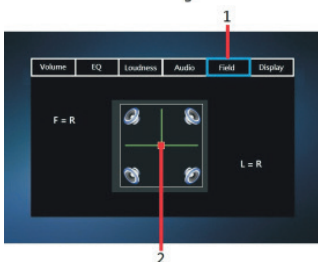 1
Volume EQ Loudness Audio Field Display
F = R
L = R
2